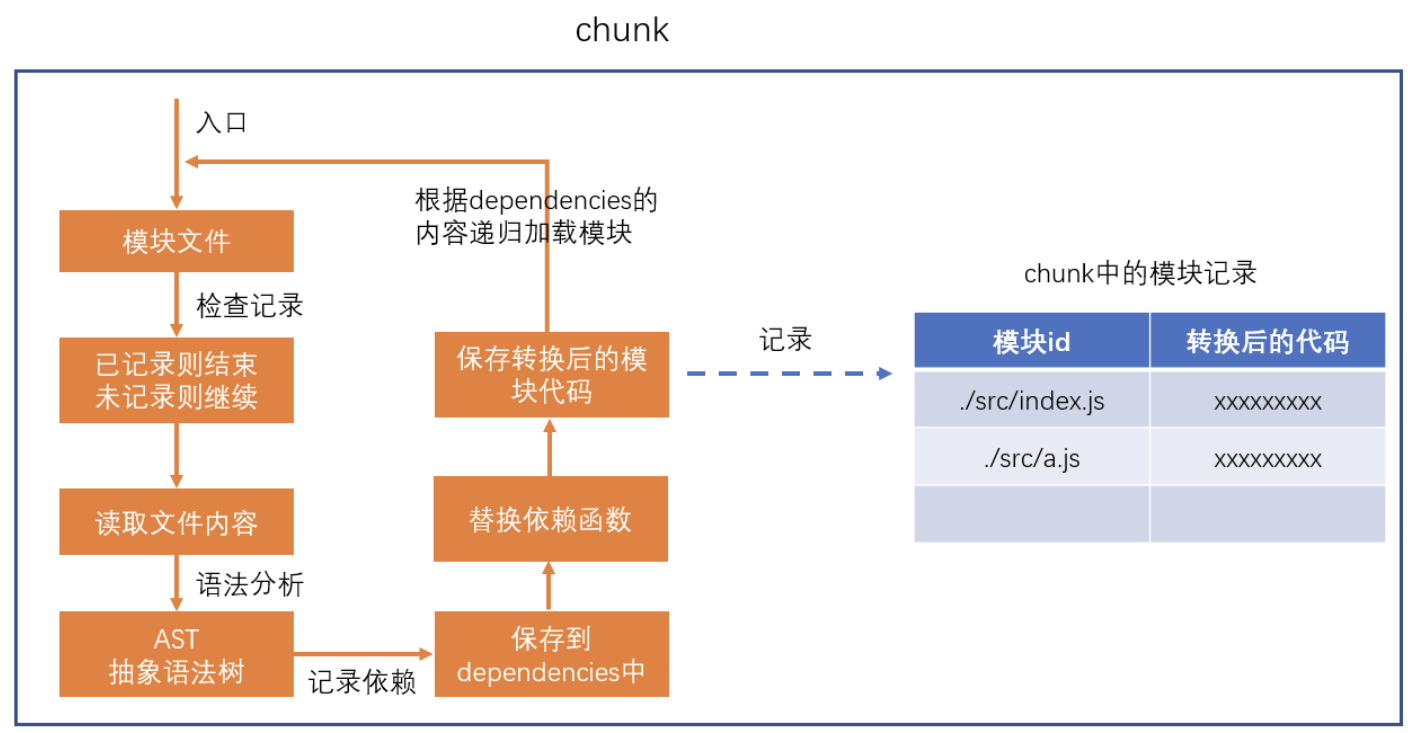 chunk
入口
根据dependencies的
内容递归加载模块
模块文件
检查记录
已记录则结束
未记录则继续
读取文件内容
语法分析
AST
抽象语法树
记录依赖
保存到
dependencies中
替换依赖函数
保存转换后的模
块代码
记录
chunk中的模块记录
模块id 转换后的代码
./src/index.js xxxxxxxxx
./src/a.js xxxxxxxxx